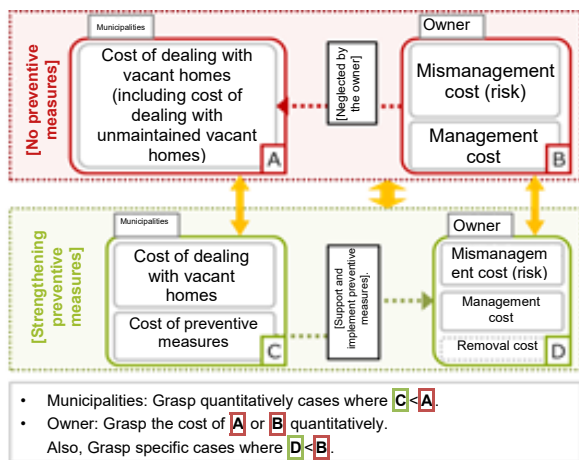 [No preventive
measures]
Municipalities
Cost of dealing with
vacant homes
(including cost of
dealing with
unmaintained vacant
homes)
A
[Neglected by
the owner]
Owner
Mismanagement
cost (risk)
Management
cost
B
[Strengthening
preventive
measures]
Municipalities
Cost of dealing
with vacant
homes
Cost of preventive
measures
C
[Support and
implement preventive
measures].
Owner
Mismanagem
ent cost (risk)
Management
cost
Removal cost
D
• Municipalities: Grasp quantitatively cases where C<A.
• Owner: Grasp the cost of A or B quantitatively.
Also, Grasp specific cases where D<B.